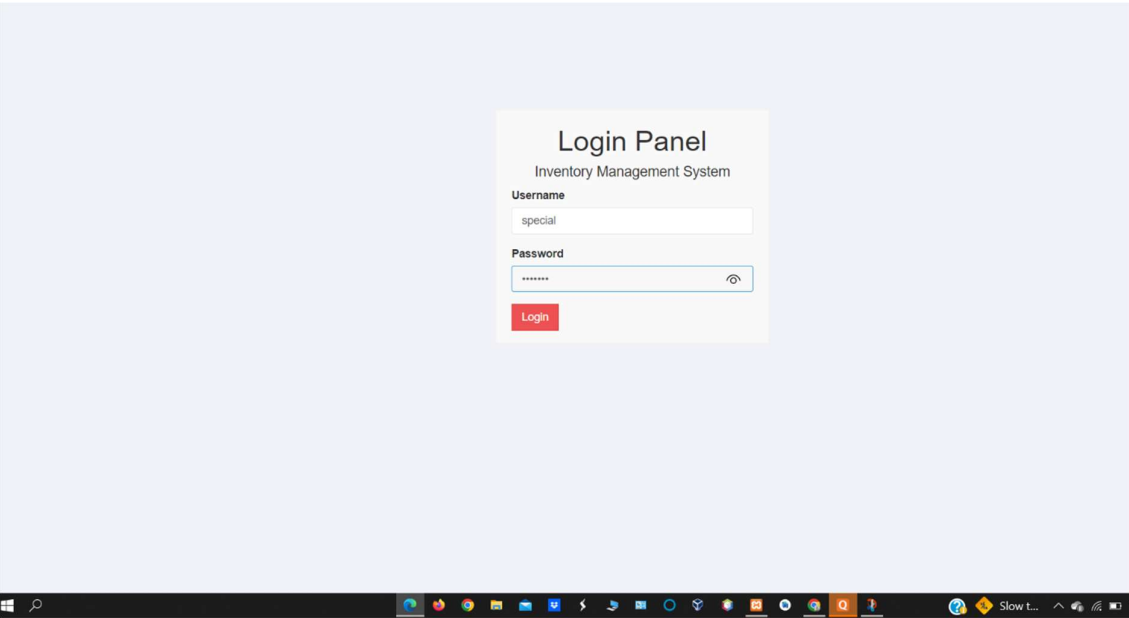 Login Panel
Inventory Management System
Username
special
Password
•••••••
Login
Slow t...